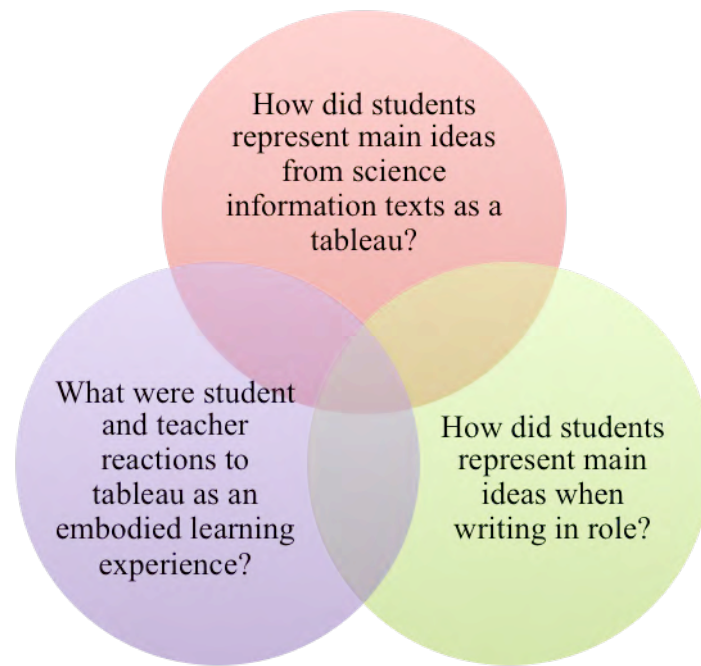 How did students
represent main ideas
from science
information texts as a
tableau?
What were student
and teacher
reactions to
tableau as an
embodied learning
experience?
How did students
represent main
ideas when
writing in role?